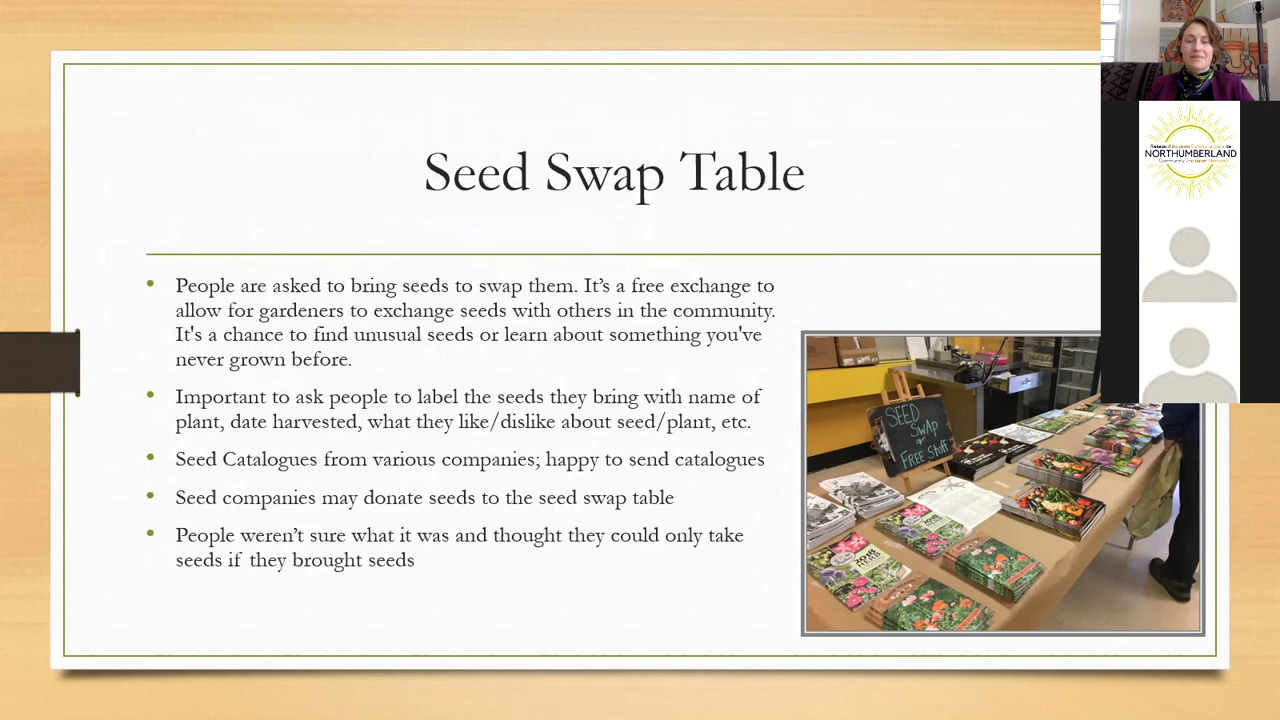 Seed Swap Table
• People are asked to bring seeds to swap them. It’s a free exchange to
allow for gardeners to exchange seeds with others in the community.
It's a chance to find unusual seeds or learn about something you've
never grown before.
• Important to ask people to label the seeds they bring with name of
plant, date harvested, what they like/dislike about seed/plant, etc.
• Seed Catalogues from various companies; happy to send catalogues
• Seed companies may donate seeds to the seed swap table
• People weren’t sure what it was and thought they could only take
seeds if they brought seeds
SEED
SWAP
or
FREE Stuff
NORTHUMBERLAND
Community Inclusion Network